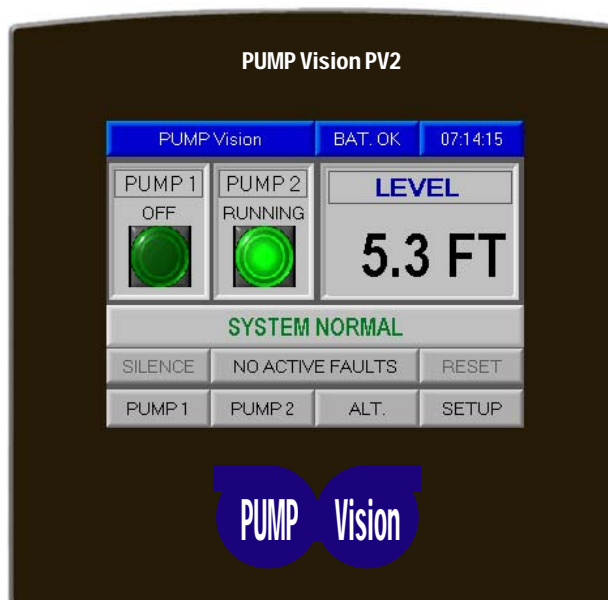 PUMP Vision PV2
PUMP Vision BAT. OK 07:14:15
PUMP 1 PUMP 2 LEVEL
OFF RUNNING
5.3 FT
SYSTEM NORMAL
SILENCE NO ACTIVE FAULTS RESET
PUMP 1 PUMP 2 ALT. SETUP
PUMP Vision